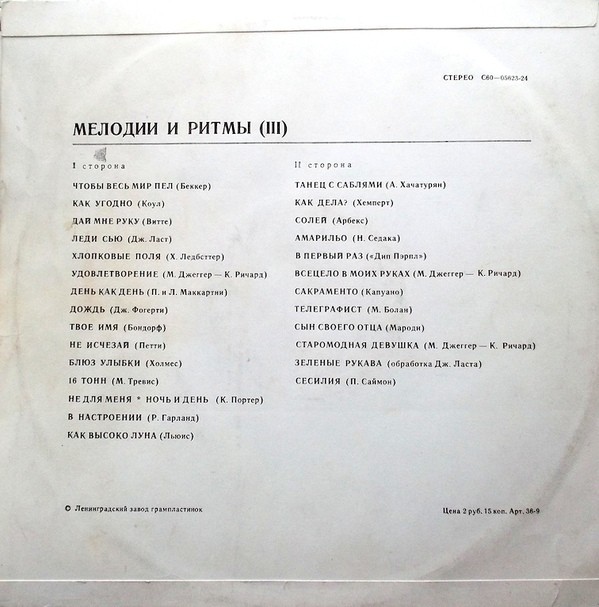 СТЕРЕО С60—05623-24
МЕЛОДИИ И РИТМЫ (III)
I сторона
ЧТОБЫ ВЕСЬ МИР ПЕЛ (Беккер)
КАК УГОДНО (Коул)
ДАЙ МНЕ РУКУ (Витте)
ЛЕДИ СЬЮ (Дж. Ласт)
ХЛОПКОВЫЕ ПОЛЯ (Х. Ледбеттер)
УДОВЛЕТВОРЕНИЕ (М. Джеггер — К. Ричард)
ДЕНЬ КАК ДЕНЬ (П. и Л. Маккартни)
ДОЖДЬ (Дж. Фогерти)
ТВОЕ ИМЯ (Бондорф)
НЕ ИСЧЕЗАЙ (Петти)
БЛЮЗ УЛЫБКИ (Холмес)
16 ТОНН (М. Тревис)
НЕ ДЛЯ МЕНЯ * НОЧЬ И ДЕНЬ (К. Портер)
В НАСТРОЕНИИ (Р. Гарланд)
КАК ВЫСОКО ЛУНА (Льюис)
II сторона
ТАНЕЦ С САБЛЯМИ (А. Хачатурян)
КАК ДЕЛА? (Хемперт)
СОЛЕЙ (Арбекс)
АМАРИЛЬО (Н. Седака)
В ПЕРВЫЙ РАЗ («Дип Пэрпл»)
ВСЕЦЕЛО В МОИХ РУКАХ (М. Джеггер — К. Ричард)
САКРАМЕНТО (Капуано)
ТЕЛЕГРАФИСТ (М. Болан)
СЫН СВОЕГО ОТЦА (Мароди)
СТАРОМОДНАЯ ДЕВУШКА (М. Джеггер — К. Ричард)
ЗЕЛЕНЫЕ РУКАВА (обработка Дж. Ласта)
СЕСИЛИЯ (П. Саймон)
© Ленинградский завод грампластинок
Цена 2 руб. 15 коп. Арт. 36-9